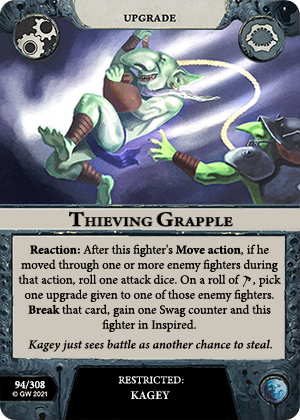 UPGRADE
THIEVING GRAPPLE
Reaction: After this fighter's Move action, if he
moved through one or more enemy fighters during
that action, roll one attack dice. On a roll of , pick
one upgrade given to one of those enemy fighters.
Break that card, gain one Swag counter and this
fighter in Inspired.
Kagey just sees battle as another chance to steal.
94/308
© GW 2021
RESTRICTED:
KAGEY